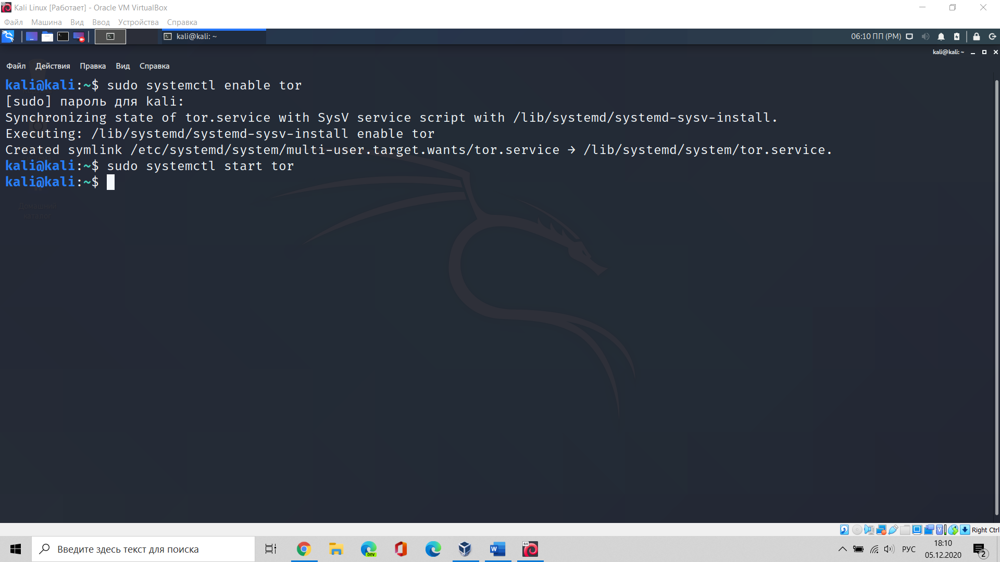 Kali Linux [Работает] - Oracle VM VirtualBox
Файл Машина Вид Ввод Устройства Справка
kali@kali: ~
06:10 ПП (PM)
kali@kali: ~
Файл Действия Правка Вид Справка
kali@kali:~$ sudo systemctl enable tor
[sudo] пароль для kali:
Synchronizing state of tor.service with SysV service script with /lib/systemd/systemd-sysv-install.
Executing: /lib/systemd/systemd-sysv-install enable tor
Created symlink /etc/systemd/system/multi-user.target.wants/tor.service → /lib/systemd/system/tor.service.
kali@kali:~$ sudo systemctl start tor
kali@kali:~$
Домашний
каталог
Right Ctrl
Введите здесь текст для поиска
DEV
W
64
РУС
18:10
05.12.2020
2